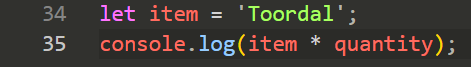 34 let item = 'Toordal';
35 console.log(item * quantity);